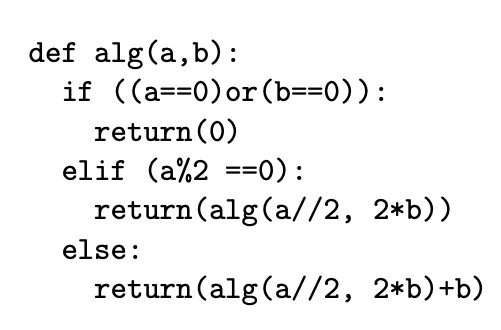 def alg(a,b):
  if ((a==0)or(b==0)):
    return(0)
  elif (a%2 ==0):
    return(alg(a//2, 2*b))
  else:
    return(alg(a//2, 2*b)+b)